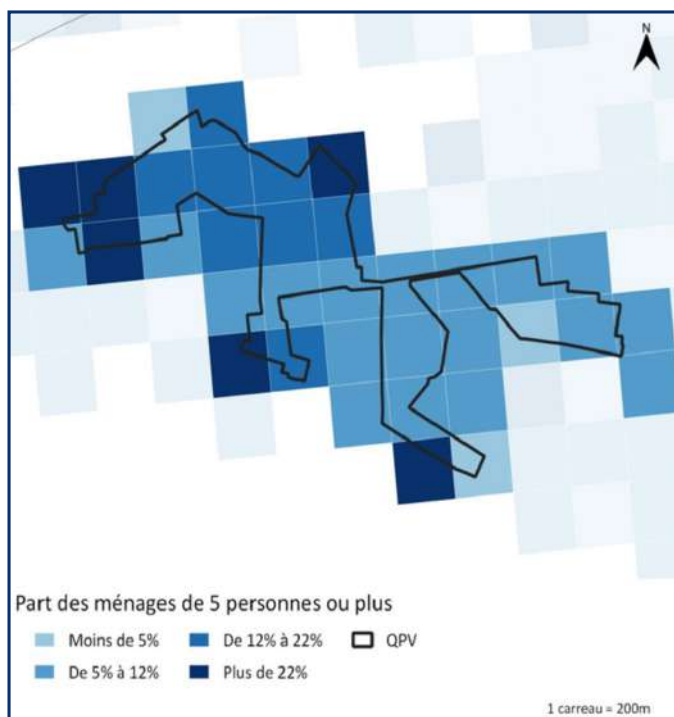 N
Part des ménages de 5 personnes ou plus
Moins de 5% De 12% à 22% QPV
De 5% à 12% Plus de 22%
1 carreau = 200m